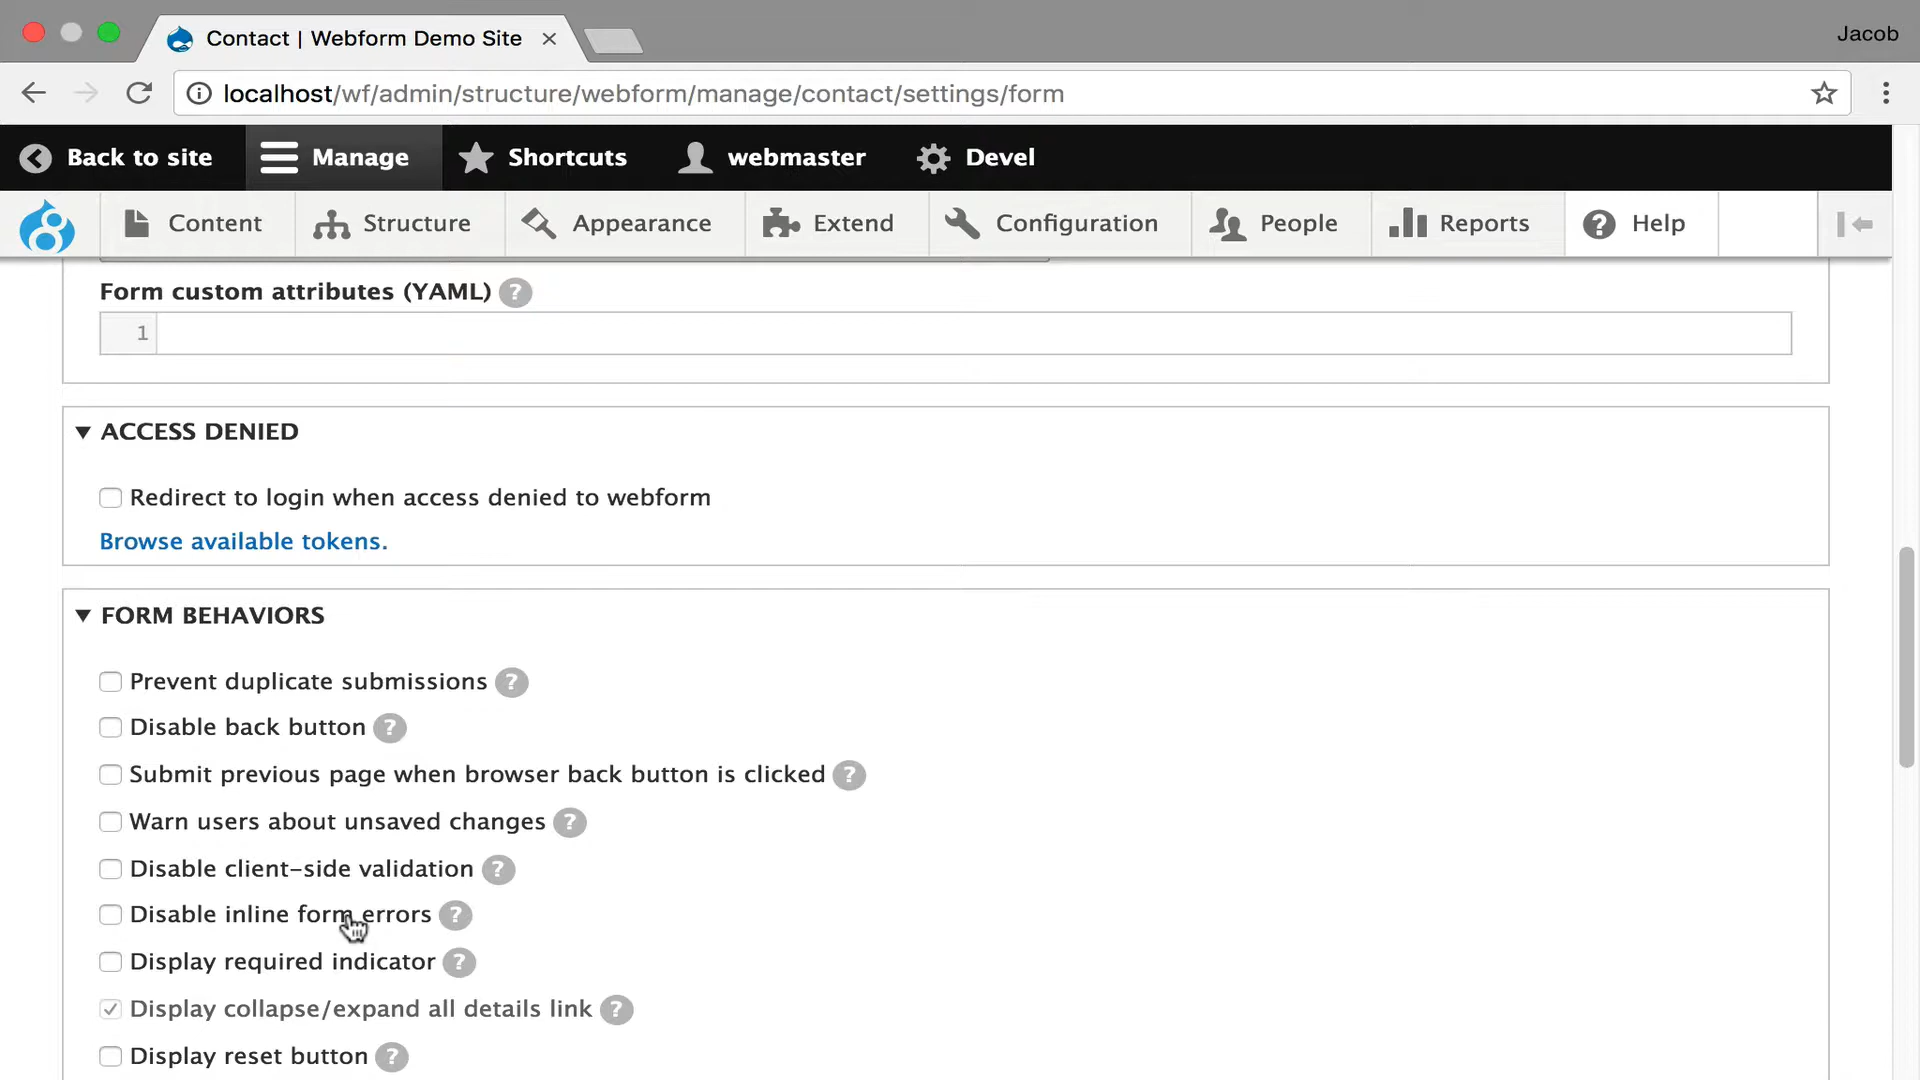 Contact | Webform Demo Site
Jacob
localhost/wf/admin/structure/webform/manage/contact/settings/form
Back to site
Manage
Shortcuts
webmaster
Devel
Content
Structure
Appearance
Extend
Configuration
People
Reports
Help
Form custom attributes (YAML) ?
1
ACCESS DENIED
Redirect to login when access denied to webform
Browse available tokens.
FORM BEHAVIORS
Prevent duplicate submissions ?
Disable back button ?
Submit previous page when browser back button is clicked ?
Warn users about unsaved changes ?
Disable client-side validation ?
Disable inline form errors ?
Display required indicator ?
Display collapse/expand all details link ?
Display reset button ?